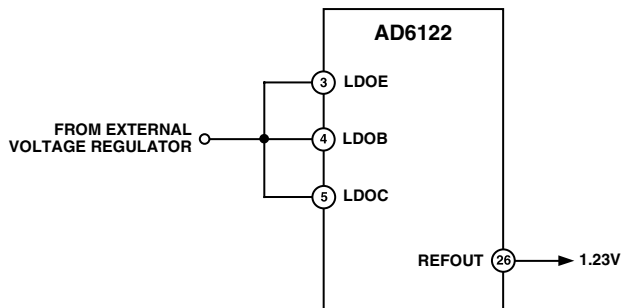 AD6122
3 LDOE
FROM EXTERNAL
VOLTAGE REGULATOR
4 LDOB
5 LDOC
REFOUT 26 1.23V